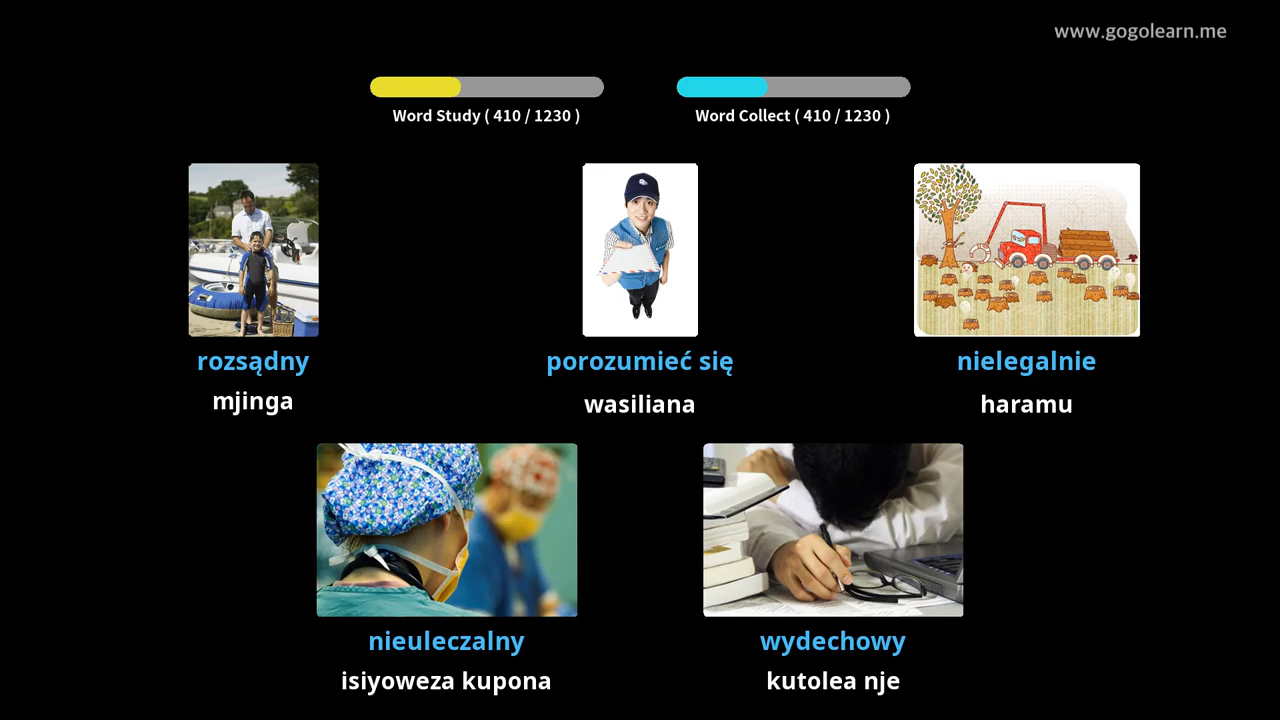 www.gogolearn.me
Word Study ( 410 / 1230 )
Word Collect ( 410 / 1230 )
rozsądny
mjinga
porozumieć się
wasiliana
nielegalnie
haramu
nieuleczalny
isiyoweza kupona
wydechowy
kutolea nje